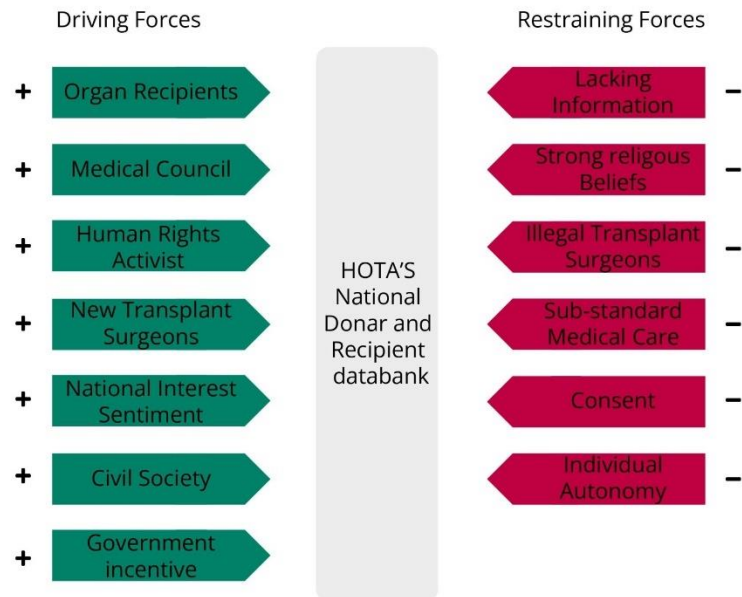 Driving Forces
Restraining Forces
+ Organ Recipients
+ Medical Council
+ Human Rights
Activist
+ New Transplant
Surgeons
+ National Interest
Sentiment
+ Civil Society
+ Government
incentive
HOTA'S
National
Donar and
Recipient
databank
Lacking
Information −
Strong religous
Beliefs −
Illegal Transplant
Surgeons −
Sub-standard
Medical Care −
Consent −
Individual
Autonomy −